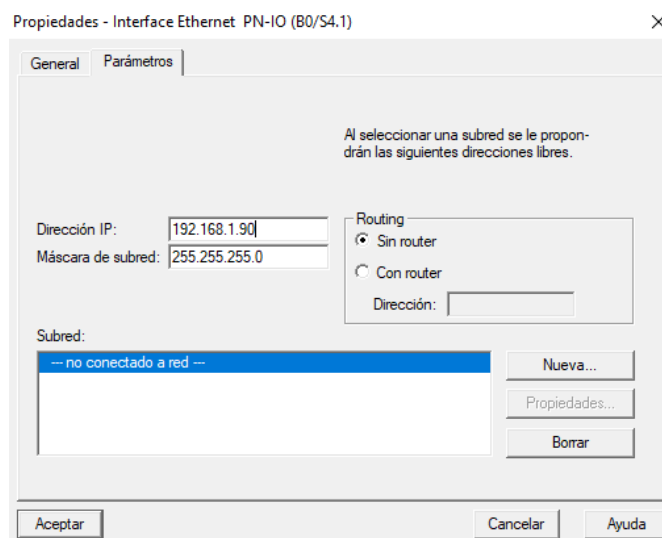 Propiedades - Interface Ethernet PN-IO (B0/S4.1)
General
Parámetros
Al seleccionar una subred se le propon-
drán las siguientes direcciones libres.
Dirección IP: 192.168.1.90
Máscara de subred: 255.255.255.0
Routing
Sin router
Con router
Dirección:
Subred:
--- no conectado a red ---
Nueva...
Propiedades...
Borrar
Aceptar
Cancelar
Ayuda